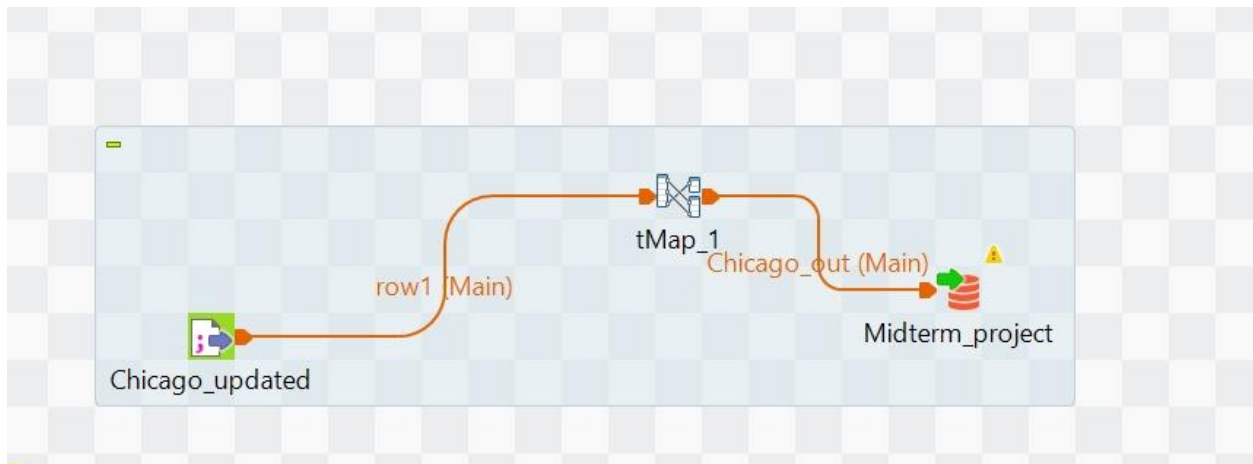 tMap_1
Chicago_out (Main)
row1 (Main)
Midterm_project
Chicago_updated